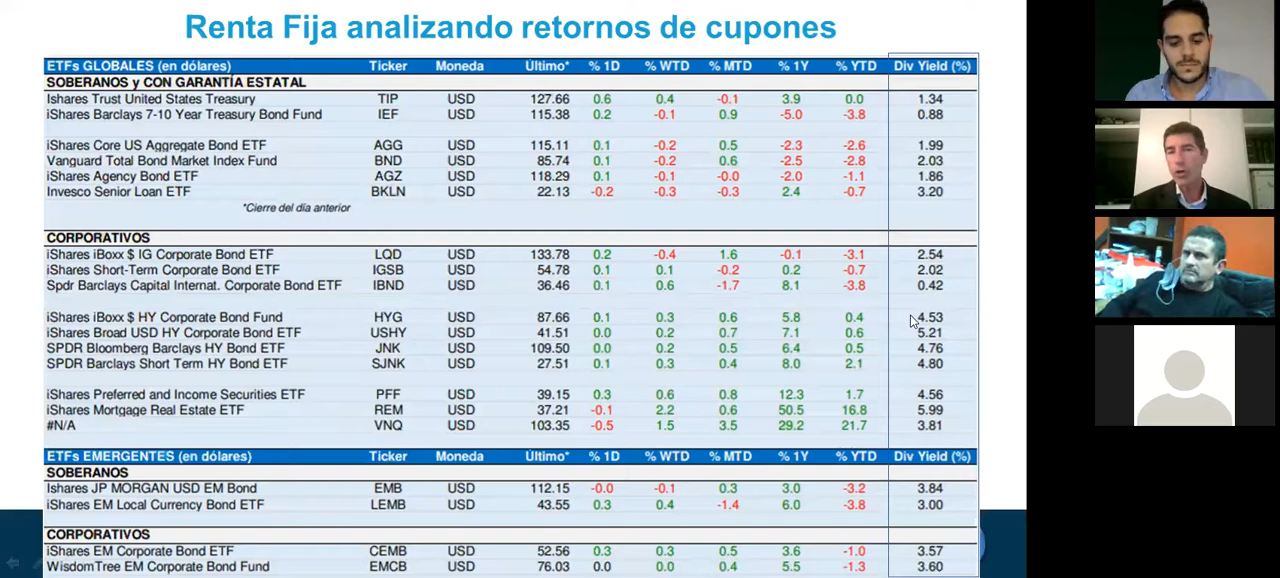 Renta Fija analizando retornos de cupones
ETFs GLOBALES (en dólares) Ticker Moneda Último* % 1D % WTD % MTD % 1Y % YTD Div Yield (%)
SOBERANOS y CON GARANTÍA ESTATAL
Ishares Trust United States Treasury TIP USD 127.66 0.6 0.4 -0.1 3.9 0.0 1.34
iShares Barclays 7-10 Year Treasury Bond Fund IEF USD 115.38 0.2 -0.1 0.9 -5.0 -3.8 0.88
iShares Core US Aggregate Bond ETF AGG USD 115.11 0.1 -0.2 0.5 -2.3 -2.6 1.99
Vanguard Total Bond Market Index Fund BND USD 85.74 0.1 -0.2 0.6 -2.5 -2.8 2.03
iShares Agency Bond ETF AGZ USD 118.29 0.1 -0.1 -0.0 -2.0 -1.1 1.86
Invesco Senior Loan ETF BKLN USD 22.13 -0.2 -0.3 -0.3 2.4 -0.7 3.20
*Cierre del día anterior
CORPORATIVOS
iShares iBoxx $ IG Corporate Bond ETF LQD USD 133.78 0.2 -0.4 1.6 -0.1 -3.1 2.54
iShares Short-Term Corporate Bond ETF IGSB USD 54.78 0.1 0.1 -0.2 0.2 -0.7 2.02
Spdr Barclays Capital Internat. Corporate Bond ETF IBND USD 36.46 0.1 0.6 -1.7 8.1 -3.8 0.42
iShares iBoxx $ HY Corporate Bond Fund HYG USD 87.66 0.1 0.3 0.6 5.8 0.4 4.53
iShares Broad USD HY Corporate Bond ETF USHY USD 41.51 0.0 0.2 0.7 7.1 0.6 5.21
SPDR Bloomberg Barclays HY Bond ETF JNK USD 109.50 0.0 0.2 0.5 6.4 0.5 4.76
SPDR Barclays Short Term HY Bond ETF SJNK USD 27.51 0.1 0.3 0.4 8.0 2.1 4.80
iShares Preferred and Income Securities ETF PFF USD 39.15 0.3 0.6 0.8 12.3 1.7 4.56
iShares Mortgage Real Estate ETF REM USD 37.21 -0.1 2.2 0.6 50.5 16.8 5.99
#N/A VNQ USD 103.35 -0.5 1.5 3.5 29.2 21.7 3.81
ETFs EMERGENTES (en dólares) Ticker Moneda Último* % 1D % WTD % MTD % 1Y % YTD Div Yield (%)
SOBERANOS
Ishares JP MORGAN USD EM Bond EMB USD 112.15 -0.0 -0.1 0.3 3.0 -3.2 3.84
iShares EM Local Currency Bond ETF LEMB USD 43.55 0.3 0.4 -1.4 6.0 -3.8 3.00
CORPORATIVOS
iShares EM Corporate Bond ETF CEMB USD 52.56 0.3 0.3 0.5 3.6 -1.0 3.57
WisdomTree EM Corporate Bond Fund EMCB USD 76.03 0.0 0.0 0.4 5.5 -1.3 3.60